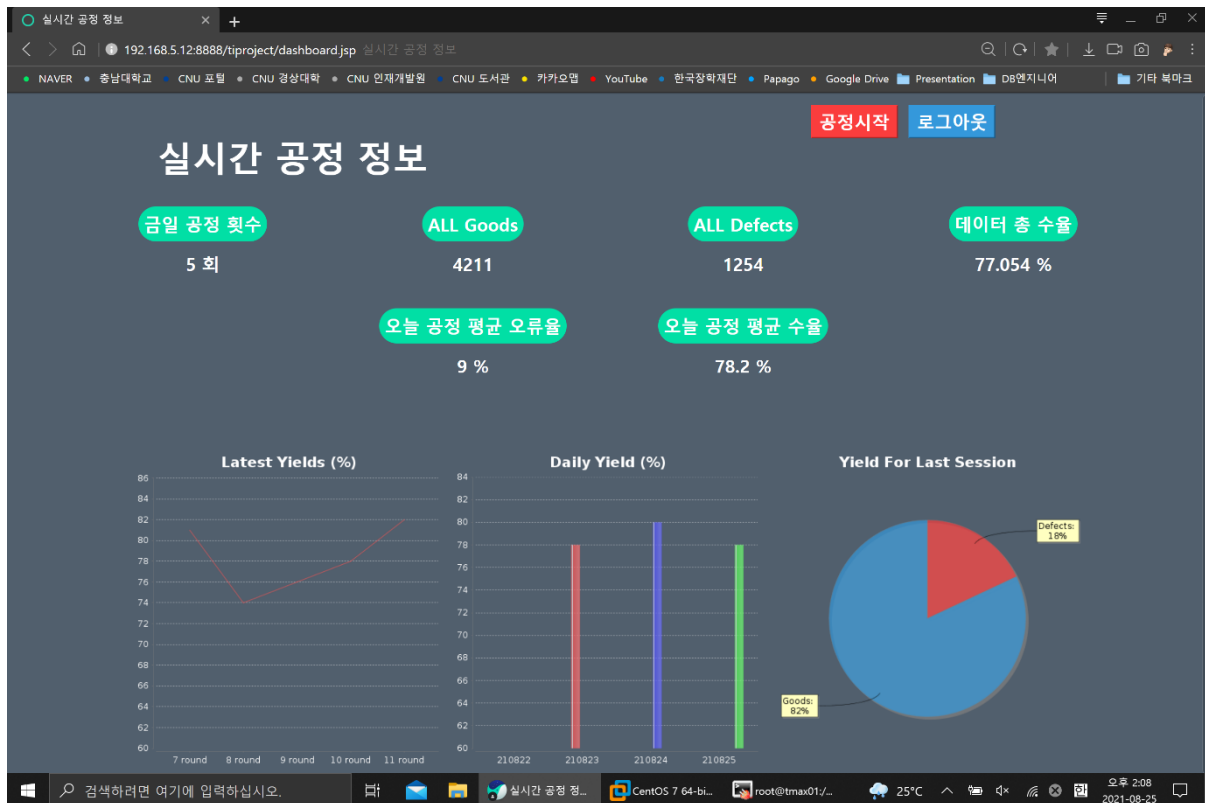 실시간 공정 정보
192.168.5.12:8888/tiproject/dashboard.jsp 실시간 공정 정보
NAVER 충남대학교 CNU 포털 CNU 경상대학 CNU 인재개발원 CNU 도서관 카카오맵 YouTube 한국장학재단 Papago Google Drive Presentation DB엔지니어 기타 북마크
공정시작 로그아웃
실시간 공정 정보
금일 공정 횟수 ALL Goods ALL Defects 데이터 총 수율
5 회 4211 1254 77.054 %
오늘 공정 평균 오류율 오늘 공정 평균 수율
9 % 78.2 %
Latest Yields (%)
86
84
82
80
78
76
74
72
70
68
66
64
62
60
7 round 8 round 9 round 10 round 11 round
Daily Yield (%)
84
82
80
78
76
74
72
70
68
66
64
62
60
210822 210823 210824 210825
Yield For Last Session
Defects:
18%
Goods:
82%
검색하려면 여기에 입력하십시오. 실시간 공정 정... CentOS 7 64-bi... root@tmax01:/... 25°C 한 오후 2:08
2021-08-25